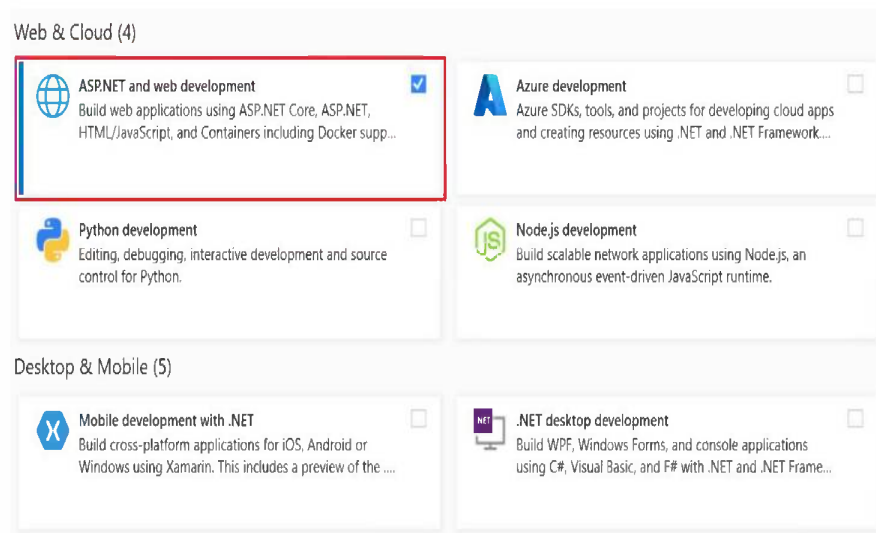 Web & Cloud (4)
ASP.NET and web development
Build web applications using ASP.NET Core, ASP.NET,
HTML/JavaScript, and Containers including Docker supp...
Azure development
Azure SDKs, tools, and projects for developing cloud apps
and creating resources using .NET and .NET Framework....
Python development
Editing, debugging, interactive development and source
control for Python.
JS
Node.js development
Build scalable network applications using Node.js, an
asynchronous event-driven JavaScript runtime.
Desktop & Mobile (5)
Mobile development with .NET
Build cross-platform applications for iOS, Android or
Windows using Xamarin. This includes a preview of the ....
.NET
.NET desktop development
Build WPF, Windows Forms, and console applications
using C#, Visual Basic, and F# with .NET and .NET Frame...